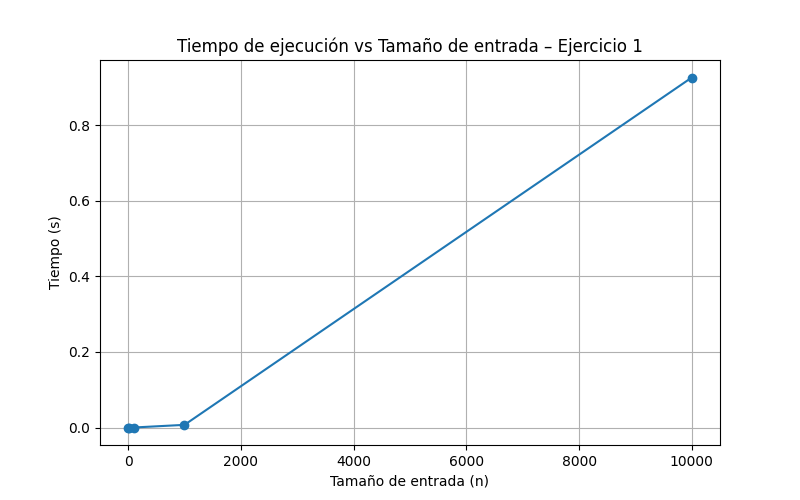 Tiempo de ejecución vs Tamaño de entrada – Ejercicio 1
Tiempo (s)
0.8
0.6
0.4
0.2
0.0
0 2000 4000 6000 8000 10000
Tamaño de entrada (n)